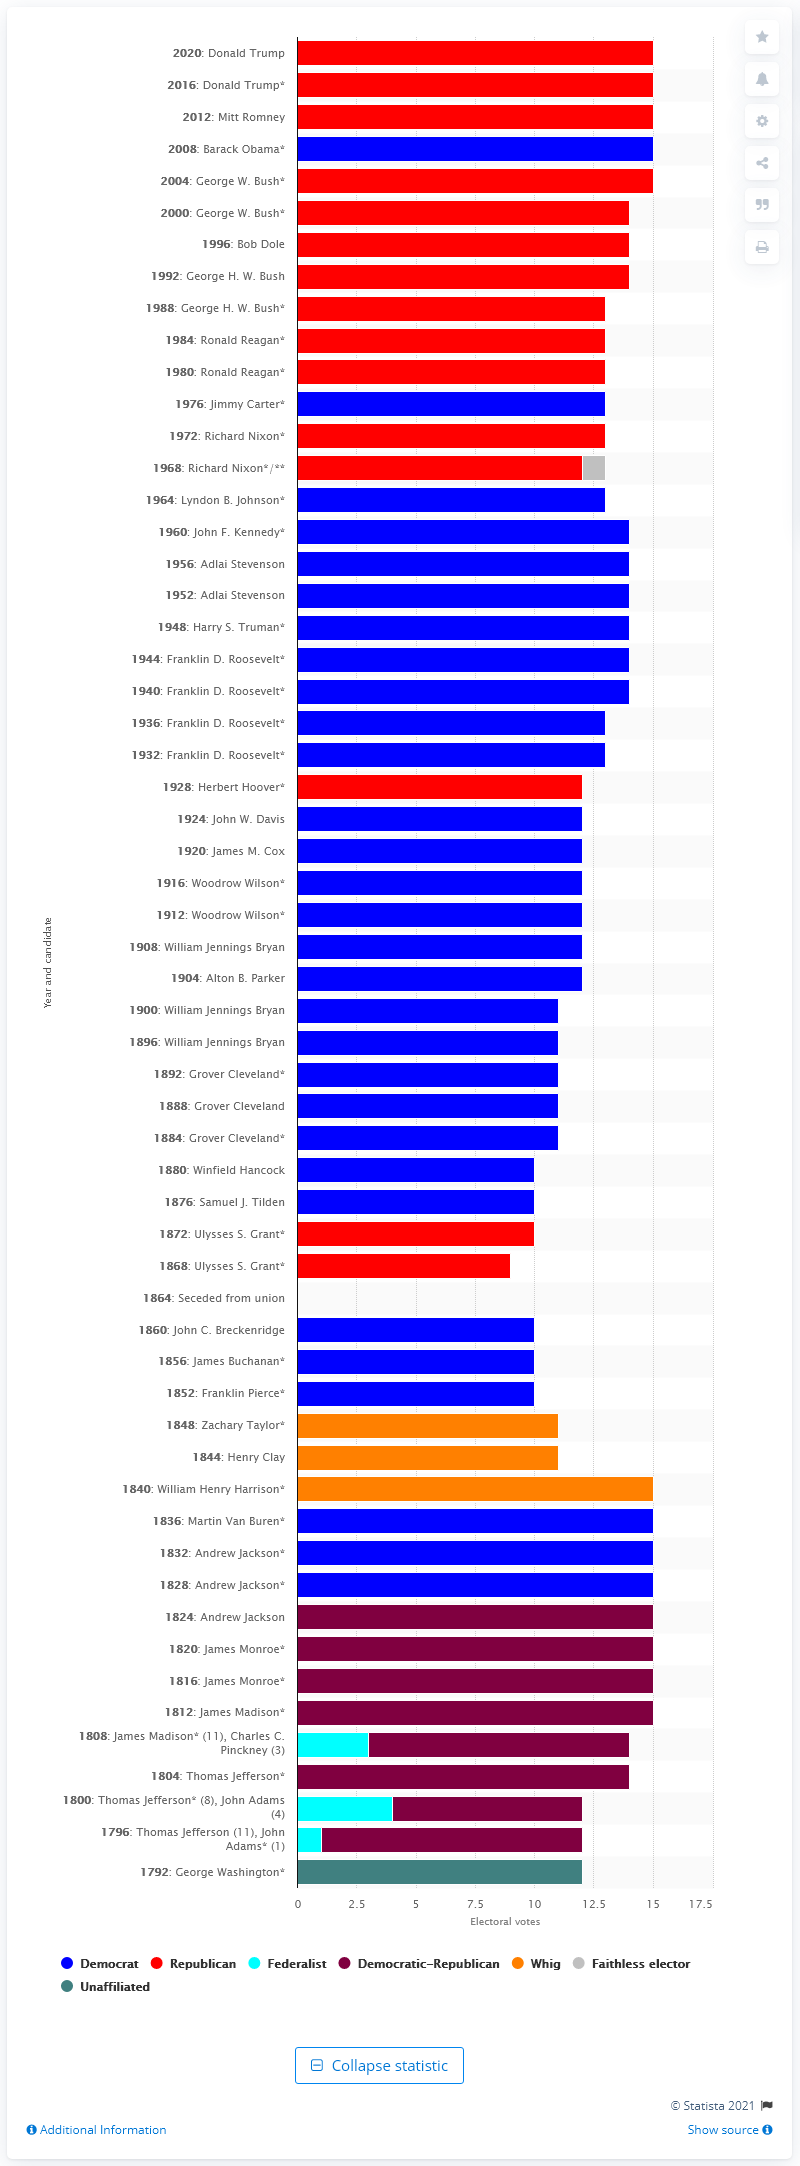 2020: Donald Trump
2016: Donald Trump*
2012: Mitt Romney
2008: Barack Obama*
2004: George W. Bush*
2000: George W. Bush*
1996: Bob Dole
1992: George H. W. Bush
1988: George H. W. Bush*
1984: Ronald Reagan*
1980: Ronald Reagan*
1976: Jimmy Carter*
1972: Richard Nixon*
1968: Richard Nixon*/**
1964: Lyndon B. Johnson*
1960: John F. Kennedy*
1956: Adlai Stevenson
1952: Adlai Stevenson
1948: Harry S. Truman*
1944: Franklin D. Roosevelt*
1940: Franklin D. Roosevelt*
1936: Franklin D. Roosevelt*
1932: Franklin D. Roosevelt*
1928: Herbert Hoover*
1924: John W. Davis
1920: James M. Cox
1916: Woodrow Wilson*
1912: Woodrow Wilson*
1908: William Jennings Bryan
1904: Alton B. Parker
1900: William Jennings Bryan
1896: William Jennings Bryan
1892: Grover Cleveland*
1888: Grover Cleveland
1884: Grover Cleveland*
1880: Winfield Hancock
1876: Samuel J. Tilden
1872: Ulysses S. Grant*
1868: Ulysses S. Grant*
1864: Seceded from union
1860: John C. Breckenridge
1856: James Buchanan*
1852: Franklin Pierce*
1848: Zachary Taylor*
1844: Henry Clay
1840: William Henry Harrison*
1836: Martin Van Buren*
1832: Andrew Jackson*
1828: Andrew Jackson*
1824: Andrew Jackson
1820: James Monroe*
1816: James Monroe*
1812: James Madison*
1808: James Madison* (11), Charles C.
Pinckney (3)
1804: Thomas Jefferson*
1800: Thomas Jefferson* (8), John Adams
(4)
1796: Thomas Jefferson (11), John
Adams* (1)
1792: George Washington*
Year and candidate
0 2.5 5 7.5 10 12.5 15 17.5
Electoral votes
Democrat Republican Federalist Democratic-Republican Whig Faithless elector
Unaffiliated
Collapse statistic
© Statista 2021
Additional Information Show source